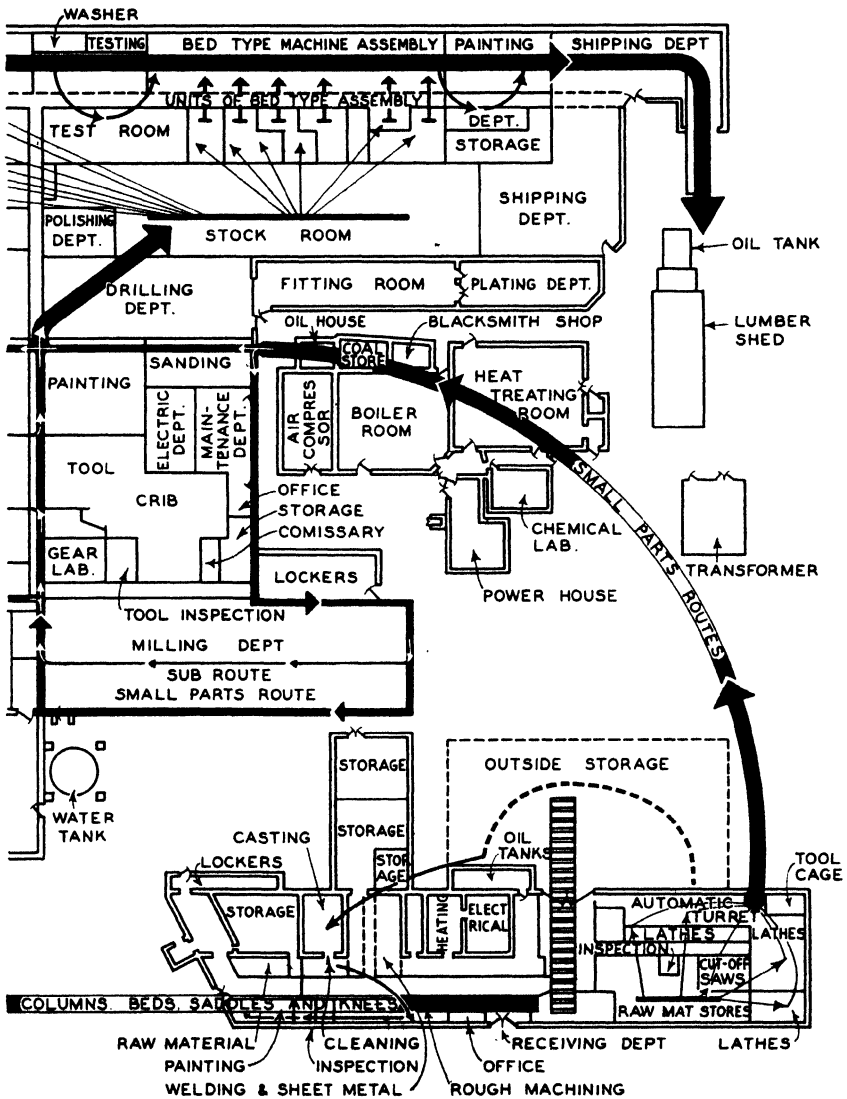 WASHER
TESTING
BED TYPE MACHINE ASSEMBLY
PAINTING
SHIPPING DEPT
UNITS OF BED TYPE ASSEMBLY
TEST ROOM
DEPT.
STORAGE
SHIPPING
DEPT.
POLISHING
DEPT.
STOCK ROOM
OIL TANK
DRILLING
DEPT.
FITTING ROOM
PLATING DEPT.
OIL HOUSE
BLACKSMITH SHOP
LUMBER
SHED
COAL
STORE
SANDING
PAINTING
HEAT
TREATING
ROOM
ELECTRIC
DEPT.
MAIN-
TENANCE
DEPT.
AIR
COMPRES
SOR
BOILER
ROOM
TOOL
CRIB
OFFICE
STORAGE
COMISSARY
SMALL PARTS ROUTES
CHEMICAL
LAB.
GEAR
LAB.
LOCKERS
TRANSFORMER
POWER HOUSE
TOOL INSPECTION
MILLING DEPT
SUB ROUTE
SMALL PARTS ROUTE
STORAGE
OUTSIDE STORAGE
WATER
TANK
STORAGE
CASTING
OIL
TANKS
STOR
AGE
LOCKERS
TOOL
CAGE
STORAGE
HEATING
ELECT
RICAL
AUTOMATIC
TURRET
LATHES
LATHES
INSPECTION
CUT-OFF
SAWS
COLUMNS. BEDS. SADDLES AND KNEES
RAW MAT STORES
RAW MATERIAL
CLEANING
RECEIVING DEPT
LATHES
PAINTING
INSPECTION
OFFICE
WELDING & SHEET METAL
ROUGH MACHINING